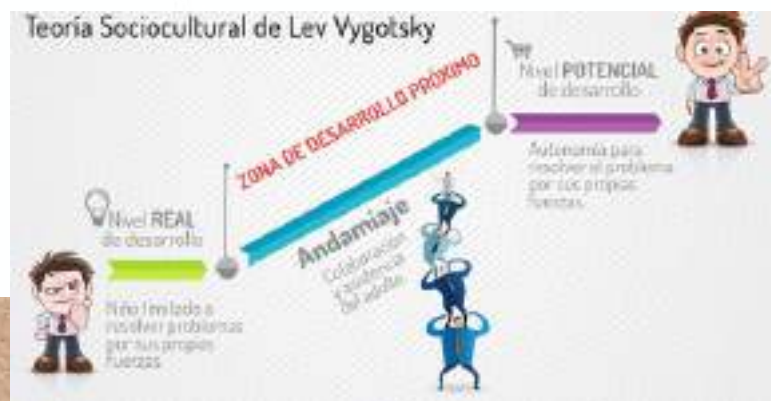 Teoría Sociocultural de Lev Vygotsky
Nivel POTENCIAL
de desarrollo
ZONA DE DESARROLLO PRÓXIMO
Autonomía para
resolver el problema
por sus propias
fuerzas.
Nivel REAL
de desarrollo
Andamiaje
Colaboración
y asistencia
del adulto.
Niño limitado a
resolver problemas
por sus propias
fuerzas.